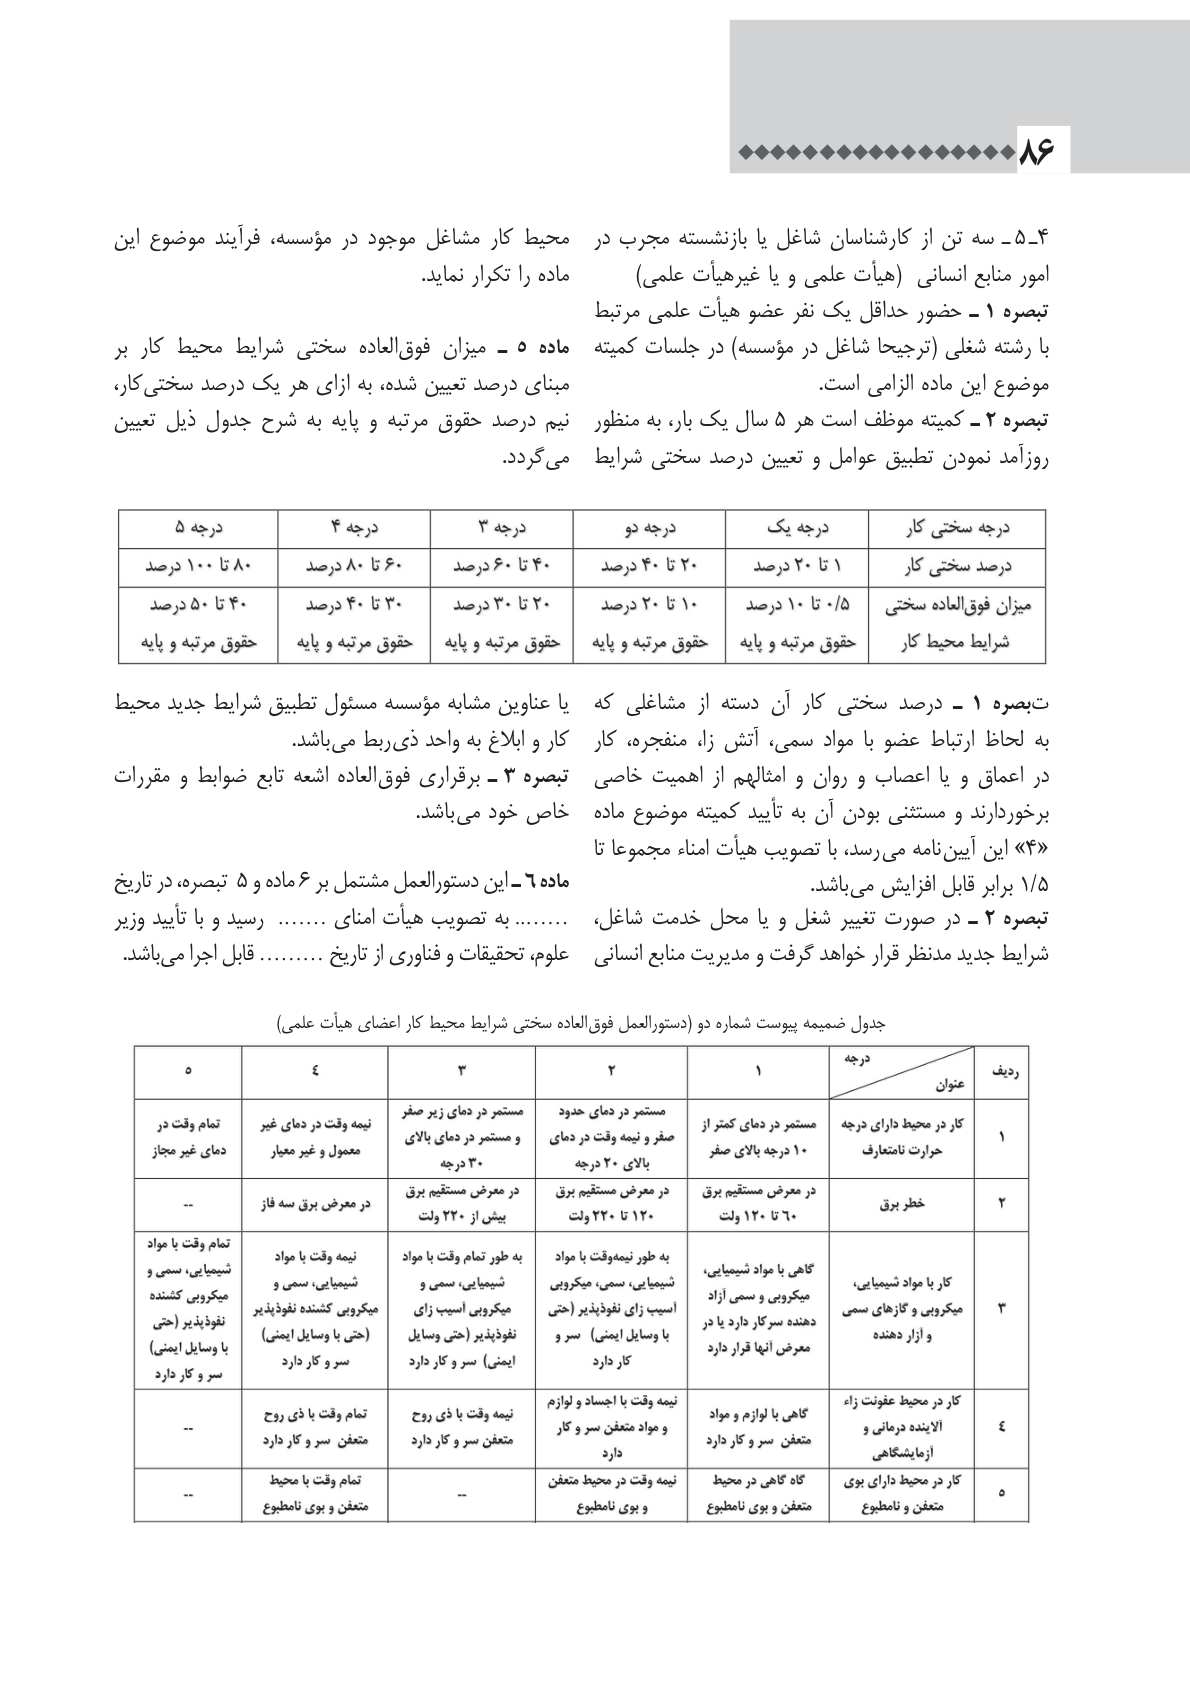 ۸۶
۴ـ۵ـ سه تن از کارشناسان شاغل یا بازنشسته مجرب در
امور منابع انسانی (هیأت علمی و یا غیرهیأت علمی)
تبصره ۱ ـ حضور حداقل یک نفر عضو هیأت علمی مرتبط
با رشته شغلی (ترجیحا شاغل در مؤسسه) در جلسات کمیته
موضوع این ماده الزامی است.
تبصره ۲ ـ کمیته موظف است هر ۵ سال یک بار، به منظور
روزآمد نمودن تطبیق عوامل و تعیین درصد سختی شرایط
محیط کار مشاغل موجود در مؤسسه، فرآیند موضوع این
ماده را تکرار نماید.
ماده ۵ ـ میزان فوق‌العاده سختی شرایط محیط کار بر
مبنای درصد تعیین شده، به ازای هر یک درصد سختی‌کار،
نیم درصد حقوق مرتبه و پایه به شرح جدول ذیل تعیین
می‌گردد.
درجه سختی کار درجه یک درجه دو درجه ۳ درجه ۴ درجه ۵
درصد سختی کار ۱ تا ۲۰ درصد ۲۰ تا ۴۰ درصد ۴۰ تا ۶۰ درصد ۶۰ تا ۸۰ درصد ۸۰ تا ۱۰۰ درصد
میزان فوق‌العاده سختی ۰/۵ تا ۱۰ درصد ۱۰ تا ۲۰ درصد ۲۰ تا ۳۰ درصد ۳۰ تا ۴۰ درصد ۴۰ تا ۵۰ درصد
شرایط محیط کار حقوق مرتبه و پایه حقوق مرتبه و پایه حقوق مرتبه و پایه حقوق مرتبه و پایه حقوق مرتبه و پایه
تبصره ۱ ـ درصد سختی کار آن دسته از مشاغلی که
به لحاظ ارتباط عضو با مواد سمی، آتش زا، منفجره، کار
در اعماق و یا اعصاب و روان و امثالهم از اهمیت خاصی
برخوردارند و مستثنی بودن آن به تأیید کمیته موضوع ماده
«۴» این آیین‌نامه می‌رسد، با تصویب هیأت امناء مجموعا تا
۱/۵ برابر قابل افزایش می‌باشد.
تبصره ۲ ـ در صورت تغییر شغل و یا محل خدمت شاغل،
شرایط جدید مدنظر قرار خواهد گرفت و مدیریت منابع انسانی
یا عناوین مشابه مؤسسه مسئول تطبیق شرایط جدید محیط
کار و ابلاغ به واحد ذی‌ربط می‌باشد.
تبصره ۳ ـ برقراری فوق‌العاده اشعه تابع ضوابط و مقررات
خاص خود می‌باشد.
ماده ۶ ـ این دستورالعمل مشتمل بر ۶ ماده و ۵ تبصره، در تاریخ
........ به تصویب هیأت امنای ....... رسید و با تأیید وزیر
علوم، تحقیقات و فناوری از تاریخ ......... قابل اجرا می‌باشد.
جدول ضمیمه پیوست شماره دو (دستورالعمل فوق‌العاده سختی شرایط محیط کار اعضای هیأت علمی)
ردیف
درجه
عنوان
۱
۲
۳
٤
٥
۱
کار در محیط دارای درجه
حرارت نامتعارف
مستمر در دمای کمتر از
۱۰ درجه بالای صفر
مستمر در دمای حدود
صفر و نیمه وقت در دمای
بالای ۲۰ درجه
مستمر در دمای زیر صفر
و مستمر در دمای بالای
۳۰ درجه
نیمه وقت در دمای غیر
معمول و غیر معیار
تمام وقت در
دمای غیر مجاز
۲
خطر برق
در معرض مستقیم برق
٦۰ تا ۱۲۰ ولت
در معرض مستقیم برق
۱۲۰ تا ۲۲۰ ولت
در معرض مستقیم برق
بیش از ۲۲۰ ولت
در معرض برق سه فاز
--
۳
کار با مواد شیمیایی،
میکروبی و گازهای سمی
و آزار دهنده
گاهی با مواد شیمیایی،
میکروبی و سمی آزاد
دهنده سرکار دارد یا در
معرض آنها قرار دارد
به طور نیمه‌وقت با مواد
شیمیایی، سمی، میکروبی
آسیب زای نفوذپذیر (حتی
با وسایل ایمنی) سر و
کار دارد
به طور تمام وقت با مواد
شیمیایی، سمی و
میکروبی آسیب زای
نفوذپذیر (حتی وسایل
ایمنی) سر و کار دارد
نیمه وقت با مواد
شیمیایی، سمی و
میکروبی کشنده نفوذپذیر
(حتی با وسایل ایمنی)
سر و کار دارد
تمام وقت با مواد
شیمیایی، سمی و
میکروبی کشنده
نفوذپذیر (حتی
با وسایل ایمنی)
سر و کار دارد
٤
کار در محیط عفونت زاء
آلاینده درمانی و
آزمایشگاهی
گاهی با لوازم و مواد
متعفن سر و کار دارد
نیمه وقت با اجساد و لوازم
و مواد متعفن سر و کار
دارد
نیمه وقت با ذی روح
متعفن سر و کار دارد
تمام وقت با ذی روح
متعفن سر و کار دارد
--
٥
کار در محیط دارای بوی
متعفن و نامطبوع
گاه گاهی در محیط
متعفن و بوی نامطبوع
نیمه وقت در محیط متعفن
و بوی نامطبوع
--
تمام وقت با محیط
متعفن و بوی نامطبوع
--